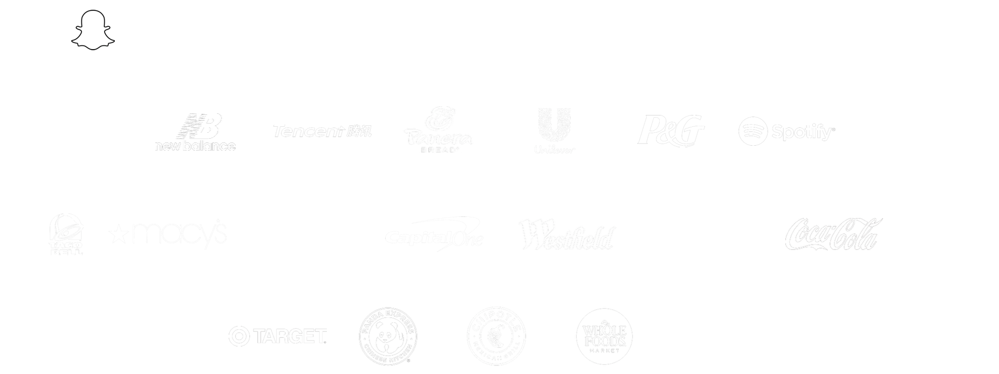 new balance
Tencent 腾讯
Panera
BREAD®
Unilever
P&G
Spotify®
TACO
BELL
macy's
Capital One
Westfield
Coca-Cola
TARGET.
PANDA EXPRESS
CHINESE KITCHEN
CHIPOTLE
MEXICAN GRILL
WHOLE
FOODS
MARKET